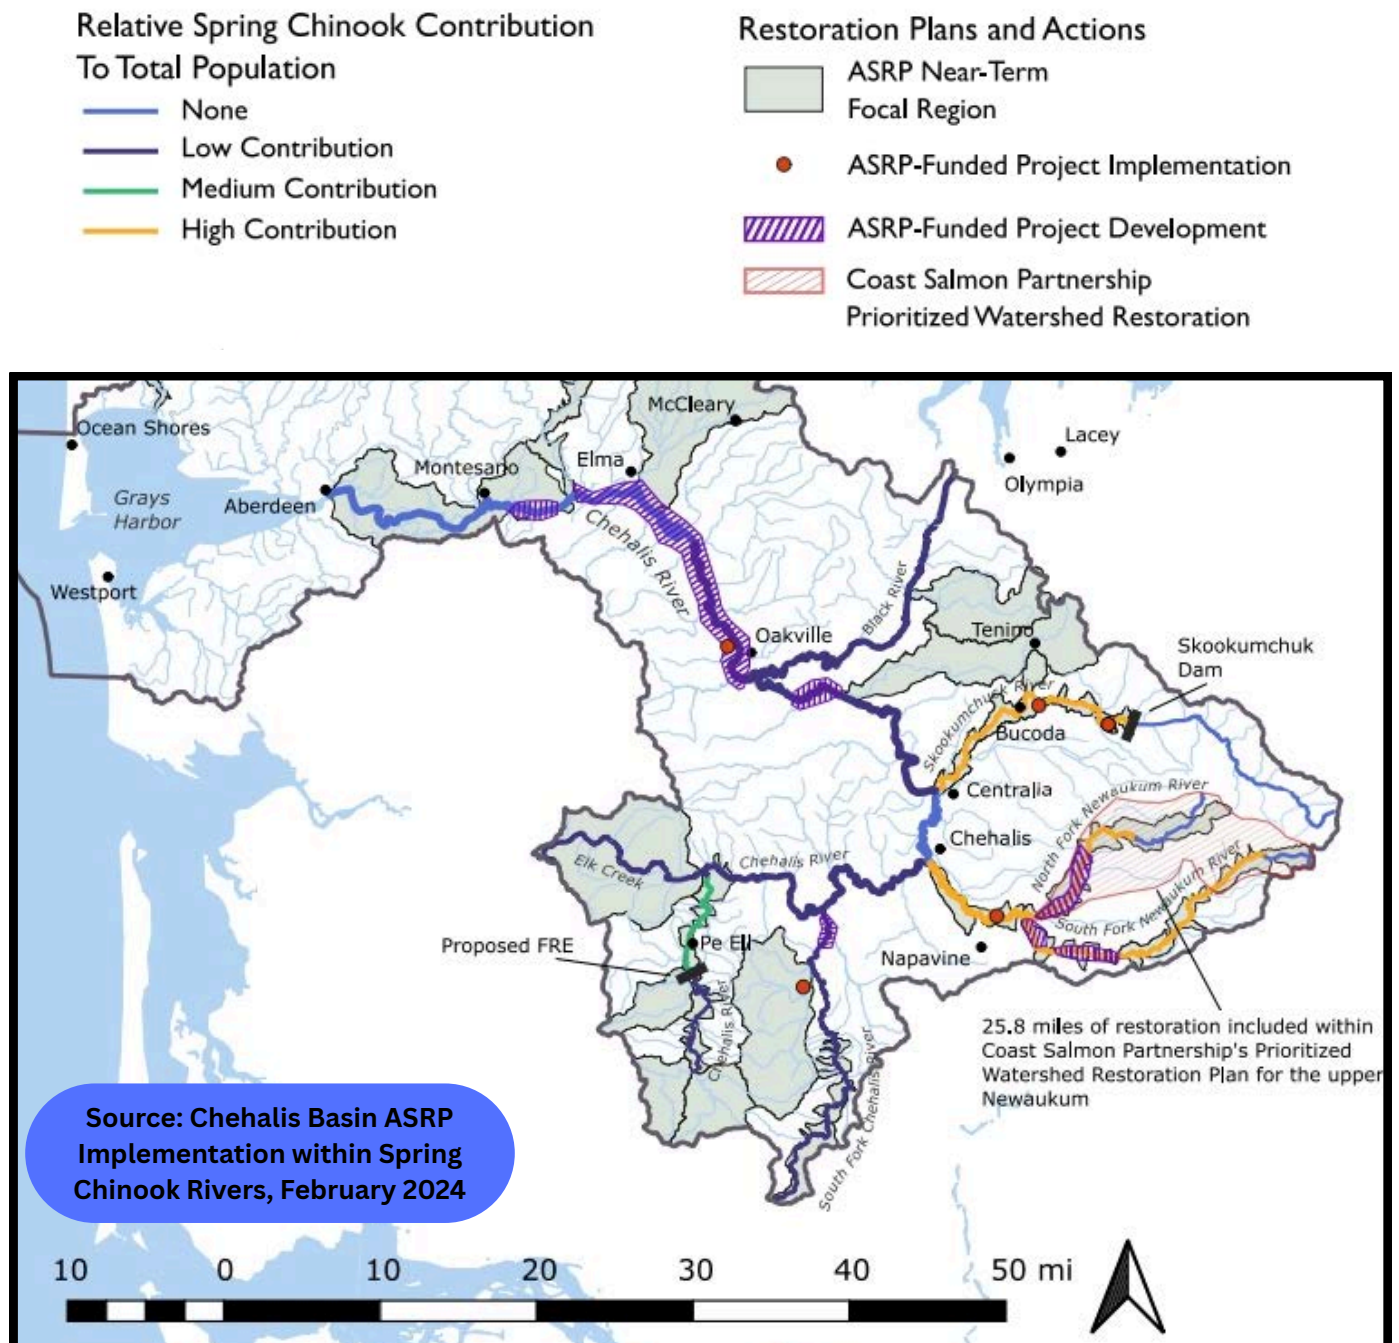 Relative Spring Chinook Contribution
To Total Population
None
Low Contribution
Medium Contribution
High Contribution
Restoration Plans and Actions
ASRP Near-Term
Focal Region
ASRP-Funded Project Implementation
ASRP-Funded Project Development
Coast Salmon Partnership
Prioritized Watershed Restoration
McCleary
Ocean Shores
Lacey
Elma
Montesano
Olympia
Grays
Harbor
Aberdeen
Chehalis River
Westport
Black River
Oakville
Tenino
Skookumchuk
Dam
Skookumchuck River
Bucoda
Centralia
North Fork Newaukum River
Chehalis
Chehalis River
Elk Creek
South Fork Newaukum River
Proposed FRE
Pe Ell
Napavine
Chehalis River
25.8 miles of restoration included within
Coast Salmon Partnership's Prioritized
Watershed Restoration Plan for the upper
Newaukum
South Fork Chehalis River
Source: Chehalis Basin ASRP
Implementation within Spring
Chinook Rivers, February 2024
10 0 10 20 30 40 50 mi